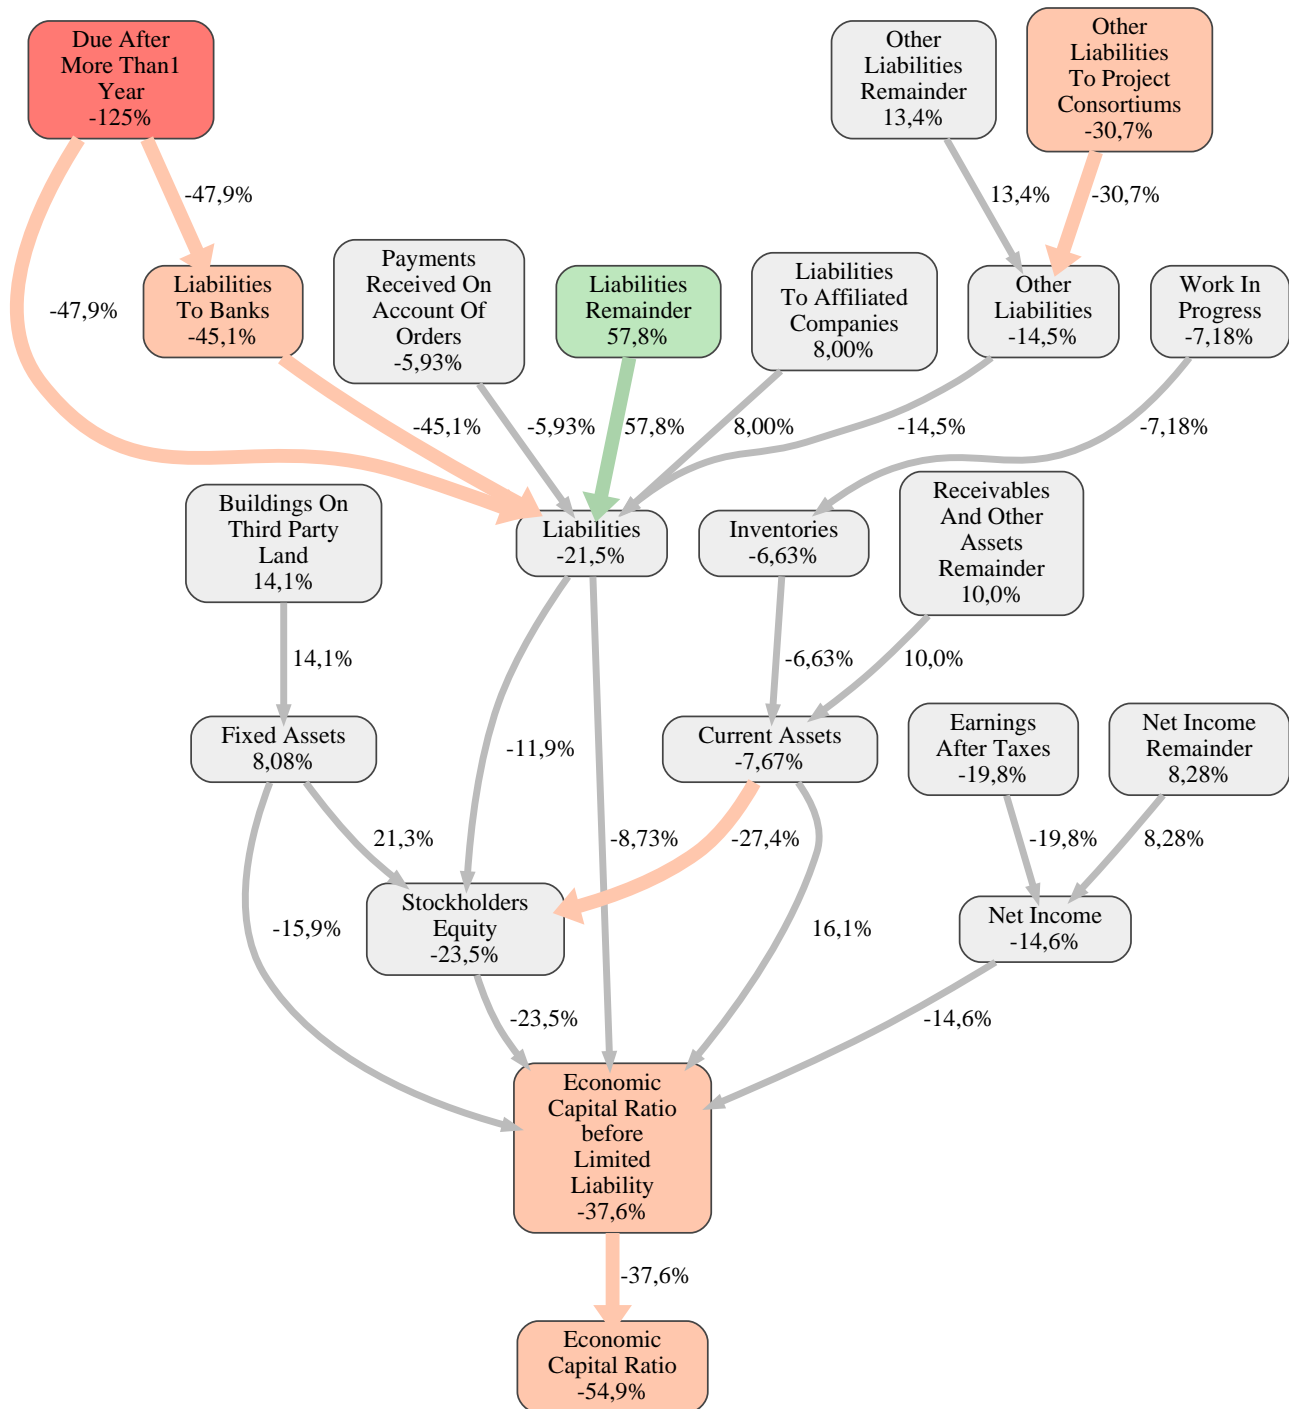 Due After
More Than1
Year
-125%
Other
Liabilities
Remainder
13,4%
Other
Liabilities
To Project
Consortiums
-30,7%
-47,9%
13,4%
-30,7%
-47,9%
Liabilities
To Banks
-45,1%
Payments
Received On
Account Of
Orders
-5,93%
Liabilities
Remainder
57,8%
Liabilities
To Affiliated
Companies
8,00%
Other
Liabilities
-14,5%
Work In
Progress
-7,18%
-45,1%
-5,93%
57,8%
8,00%
-14,5%
-7,18%
Buildings On
Third Party
Land
14,1%
Liabilities
-21,5%
Inventories
-6,63%
Receivables
And Other
Assets
Remainder
10,0%
14,1%
-6,63%
10,0%
Fixed Assets
8,08%
-11,9%
Current Assets
-7,67%
Earnings
After Taxes
-19,8%
Net Income
Remainder
8,28%
21,3%
-8,73%
-27,4%
-19,8%
8,28%
-15,9%
Stockholders
Equity
-23,5%
16,1%
Net Income
-14,6%
-23,5%
-14,6%
Economic
Capital Ratio
before
Limited
Liability
-37,6%
-37,6%
Economic
Capital Ratio
-54,9%